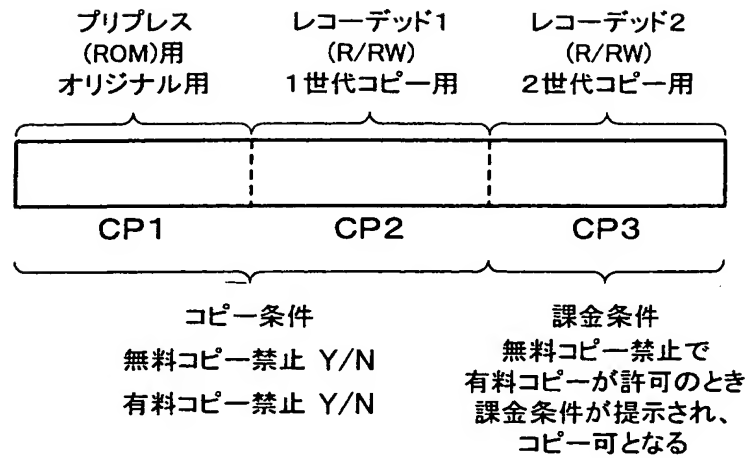 プリプレス
(ROM)用
オリジナル用
レコーデッド1
(R/RW)
1世代コピー用
レコーデッド2
(R/RW)
2世代コピー用
CP1
CP2
CP3
コピー条件
無料コピー禁止 Y/N
有料コピー禁止 Y/N
課金条件
無料コピー禁止で
有料コピーが許可のとき
課金条件が提示され、
コピー可となる